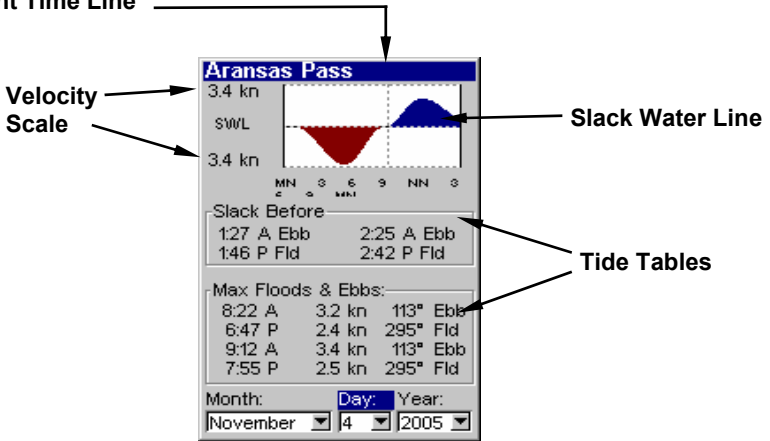 nt Time Line
Aransas Pass
3.4 kn
Velocity
Scale
SWL
Slack Water Line
3.4 kn
MN 3 6 9 NN 3
Slack Before
1:27 A Ebb 2:25 A Ebb
1:46 P Fld 2:42 P Fld
Tide Tables
Max Floods & Ebbs:
8:22 A 3.2 kn 113° Ebb
6:47 P 2.4 kn 295° Fld
9:12 A 3.4 kn 113° Ebb
7:55 P 2.5 kn 295° Fld
Month: Day: Year:
November 4 2005